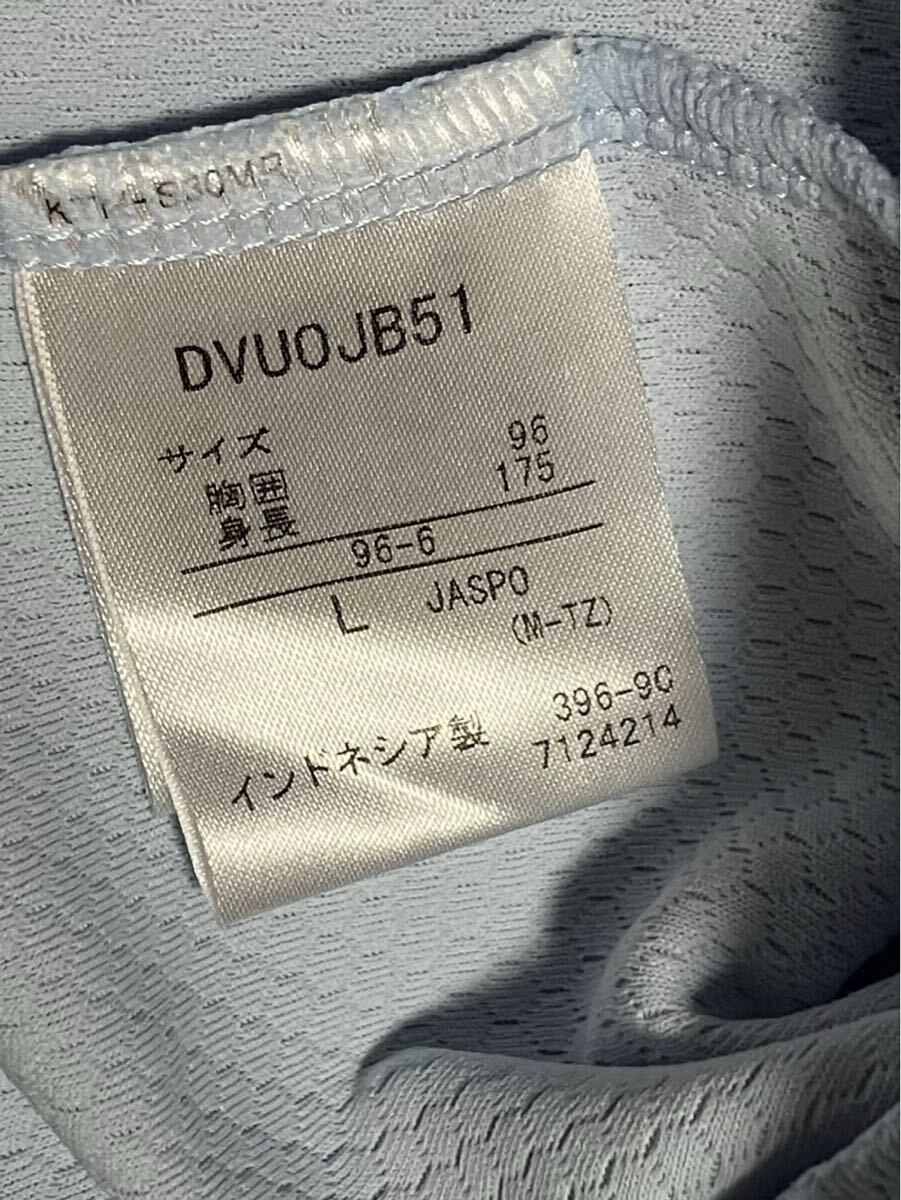 DVU0JB51
サイズ
胸囲 96
身長 175
96-6
L JASPO
(M-TZ)
396-90
インドネシア製 7124214